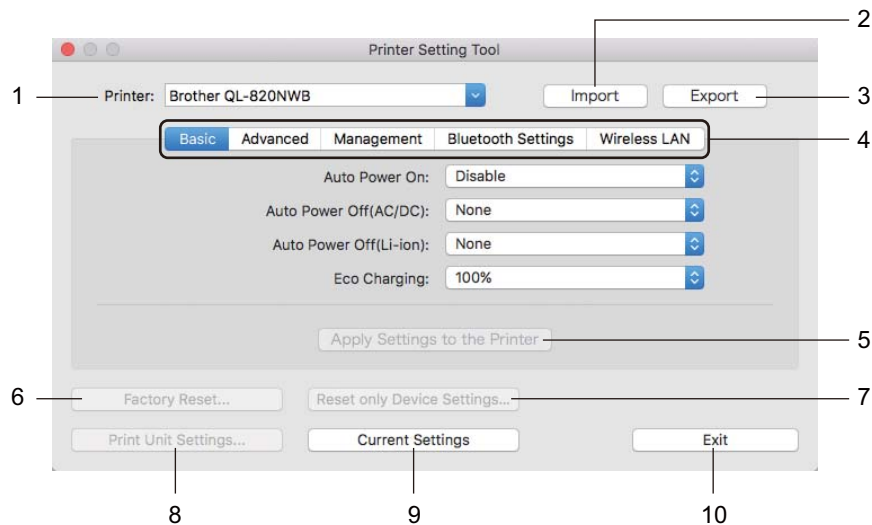 2
Printer Setting Tool
1 Printer: Brother QL-820NWB Import Export 3
Basic Advanced Management Bluetooth Settings Wireless LAN 4
Auto Power On: Disable
Auto Power Off(AC/DC): None
Auto Power Off(Li-ion): None
Eco Charging: 100%
Apply Settings to the Printer 5
6 Factory Reset... Reset only Device Settings... 7
Print Unit Settings... Current Settings Exit
8 9 10